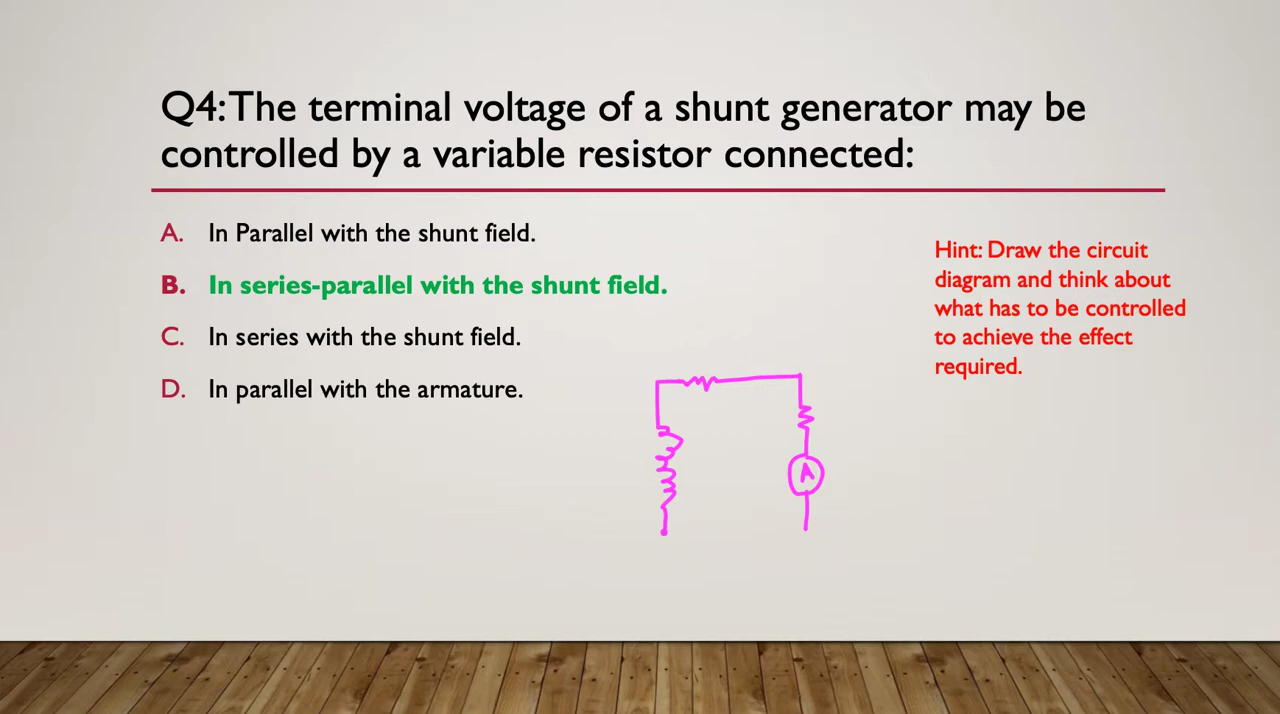 Q4: The terminal voltage of a shunt generator may be
controlled by a variable resistor connected:
A. In Parallel with the shunt field.
B. In series-parallel with the shunt field.
C. In series with the shunt field.
D. In parallel with the armature.
Hint: Draw the circuit
diagram and think about
what has to be controlled
to achieve the effect
required.
A